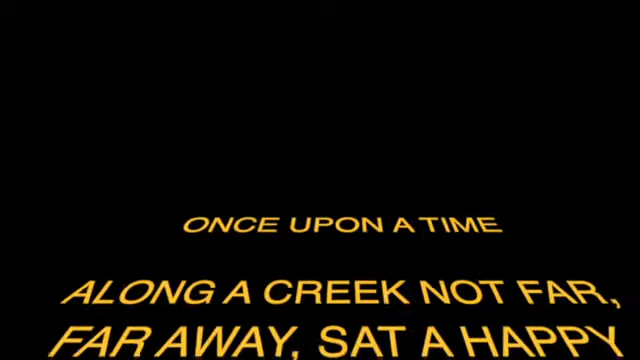 ONCE UPON A TIME
ALONG A CREEK NOT FAR,
FAR AWAY, SAT A HAPPY